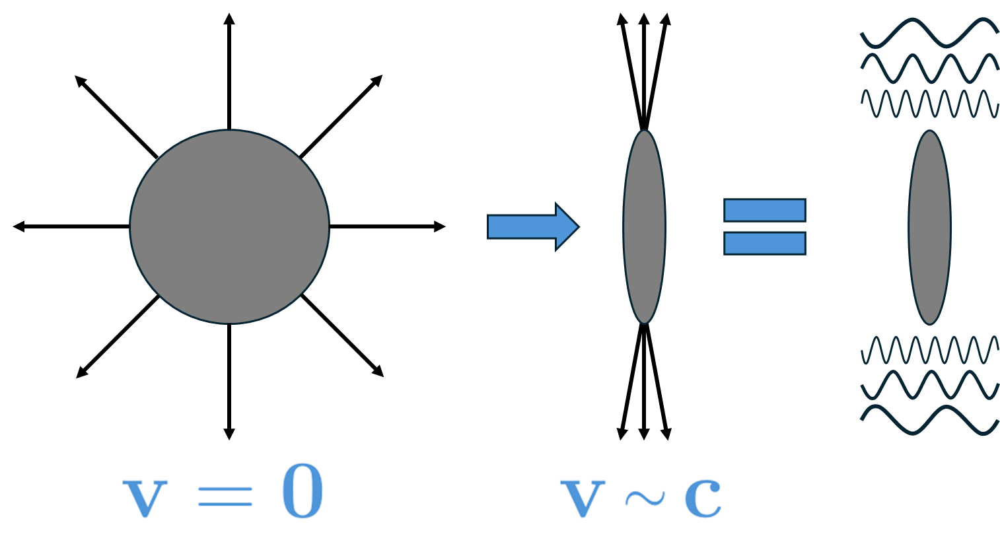 v = 0
v ~ c